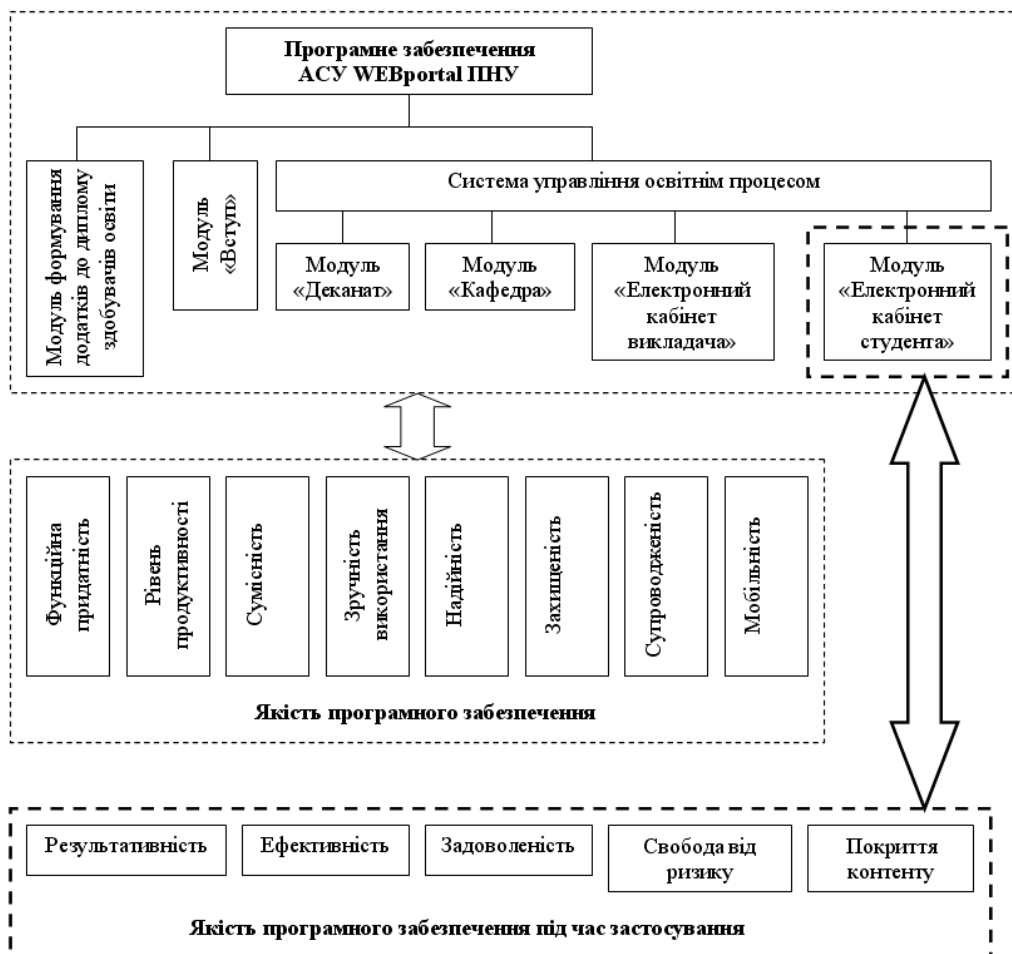 Програмне забезпечення
АСУ WEBportal ПНУ
Модуль формування
додатків до диплому
здобувачів освіти
Модуль
«Вступ»
Система управління освітнім процесом
Модуль
«Деканат»
Модуль
«Кафедра»
Модуль
«Електронний
кабінет
викладача»
Модуль
«Електронний
кабінет
студента»
Функційна
придатність
Рівень
продуктивності
Сумісність
Зручність
використання
Надійність
Захищеність
Супроводженість
Мобільність
Якість програмного забезпечення
Результативність
Ефективність
Задоволеність
Свобода від
ризику
Покриття
контенту
Якість програмного забезпечення під час застосування